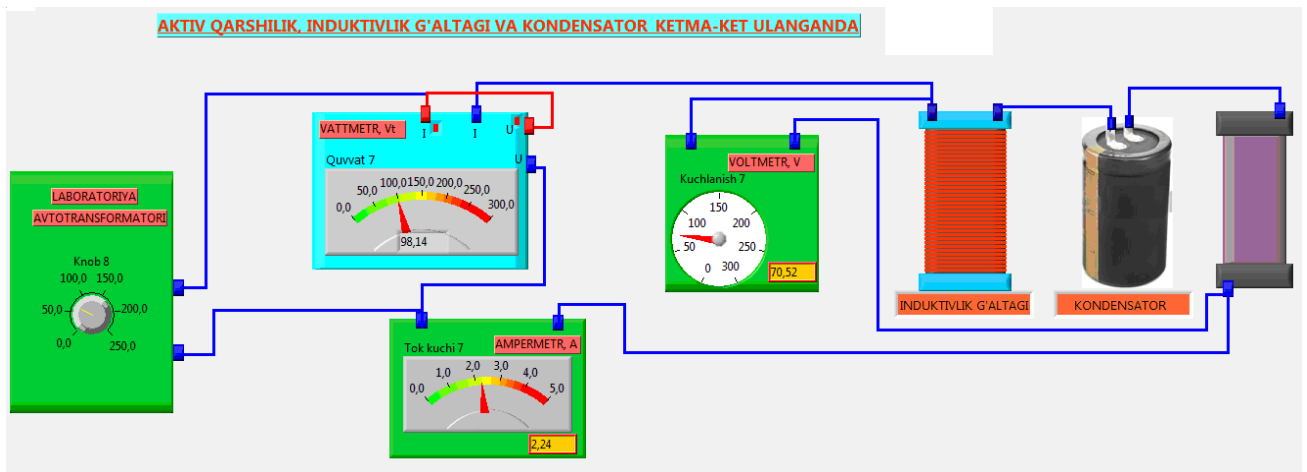 AKTIV QARSHILIK, INDUKTIVLIK G'ALTAGI VA KONDENSATOR KETMA-KET ULANGANDA
VATTMETR, Vt
I
I
U
Quvvat 7
U
0,0 50,0 100,0 150,0 200,0 250,0 300,0
98,14
VOLTMETR, V
Kuchlanish 7
0 50 100 150 200 250 300
70,52
LABORATORIYA
AVTOTRANSFORMATORI
Knob 8
0,0 50,0 100,0 150,0 200,0 250,0
INDUKTIVLIK G'ALTAGI
KONDENSATOR
AMPERMETR, A
Tok kuchi 7
0,0 1,0 2,0 3,0 4,0 5,0
2,24